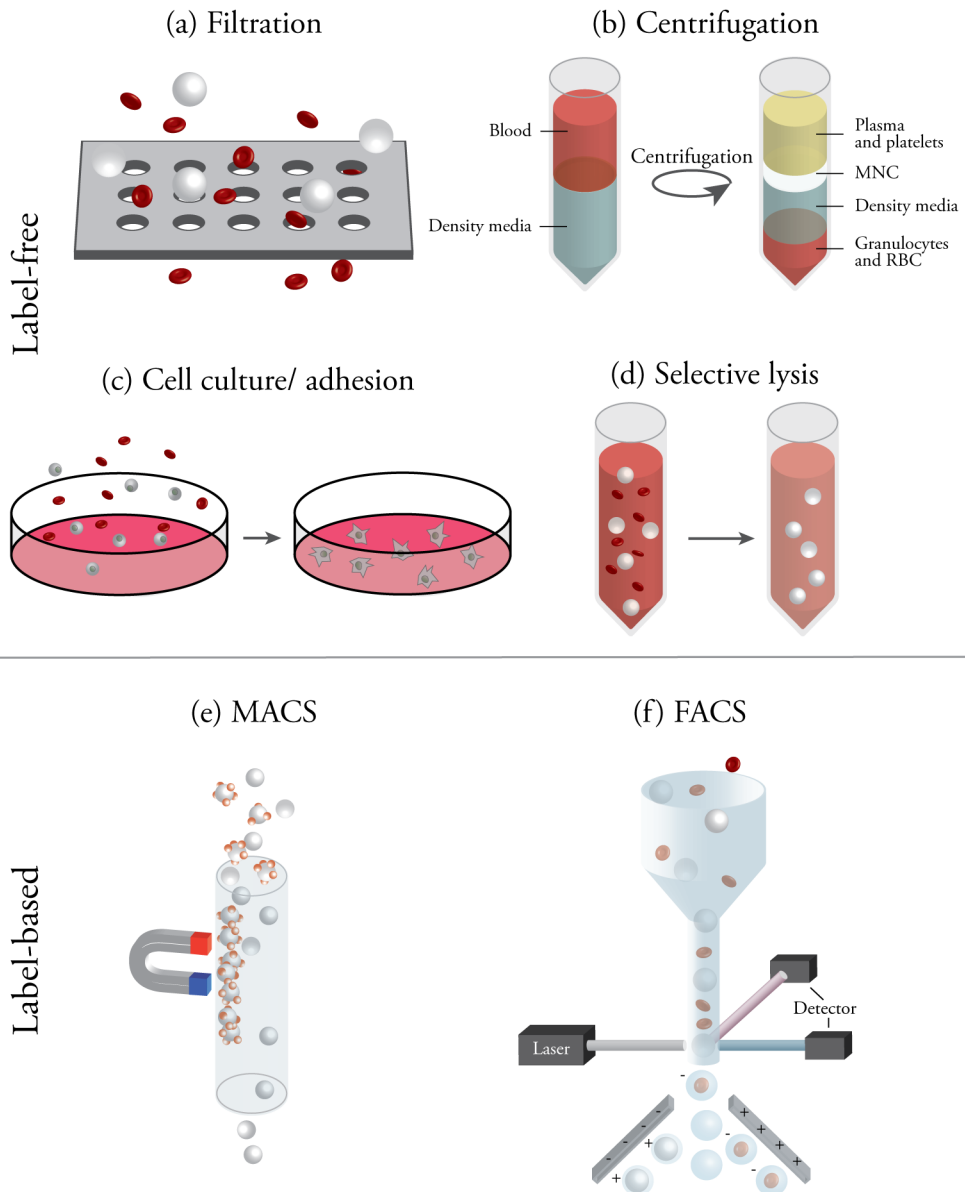 (a) Filtration
(b) Centrifugation
Label-free
Blood
Density media
Centrifugation
Plasma
and platelets
MNC
Density media
Granulocytes
and RBC
(c) Cell culture/ adhesion
(d) Selective lysis
Label-based
(e) MACS
(f) FACS
Laser
Detector
-
-
-
-
-
+
+
+
+
+
+
-
-